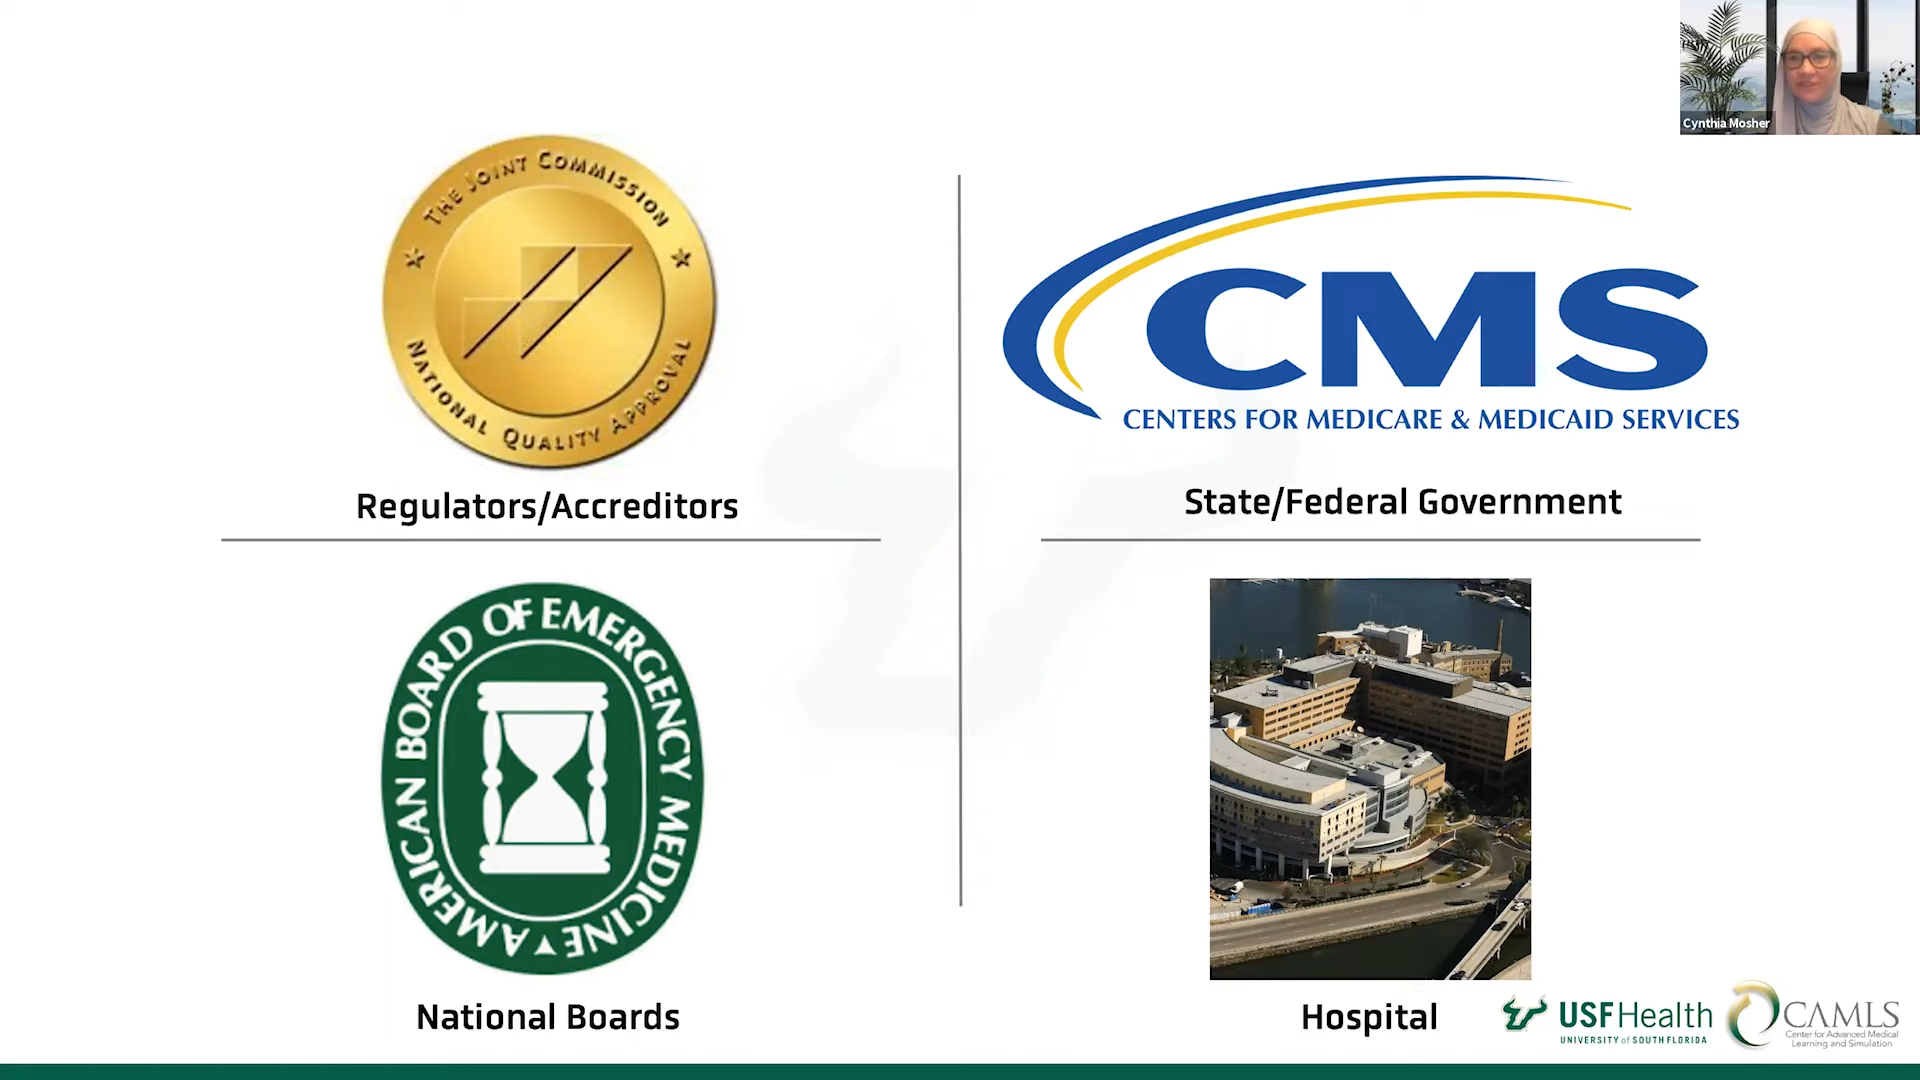 Cynthia Mosher
THE JOINT COMMISSION
NATIONAL QUALITY APPROVAL
Regulators/Accreditors
CMS
CENTERS FOR MEDICARE & MEDICAID SERVICES
State/Federal Government
AMERICAN BOARD OF EMERGENCY MEDICINE
National Boards
Hospital
USFHealth
UNIVERSITY of SOUTH FLORIDA
CAMLS
Center for Advanced Medical
Learning and Simulation